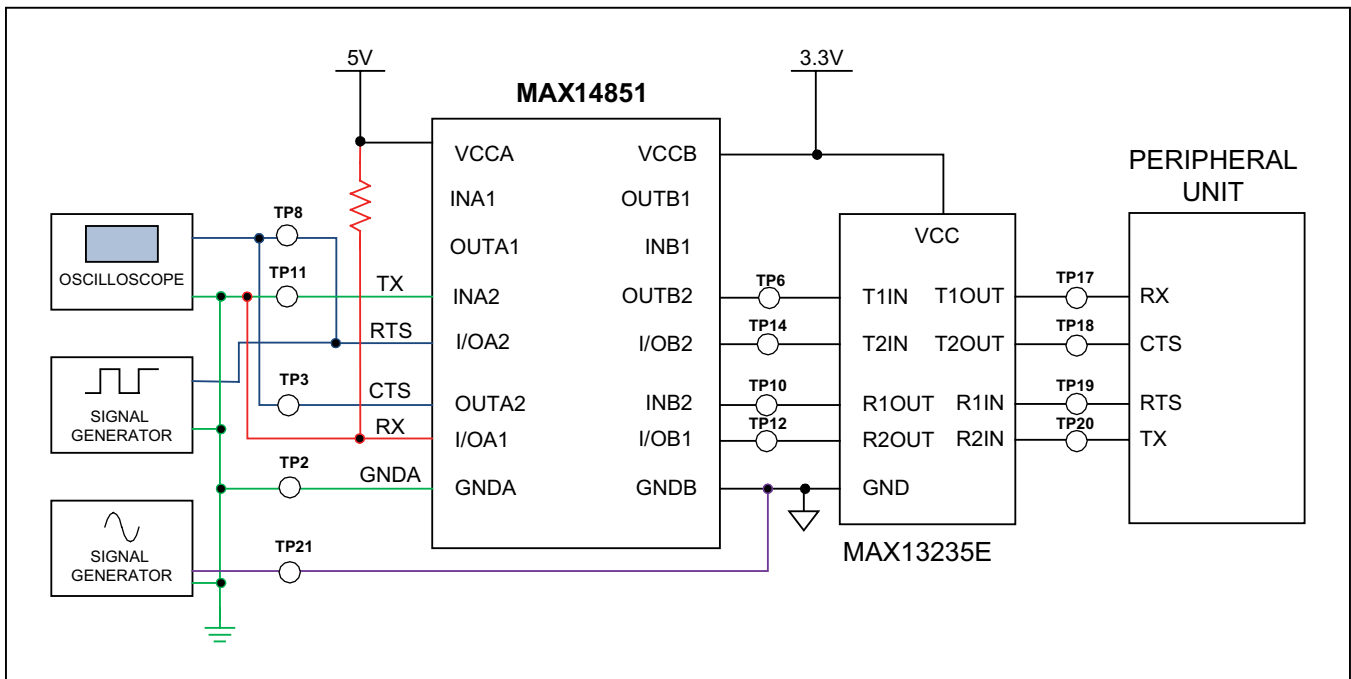 5V
3.3V
MAX14851
PERIPHERAL
UNIT
VCCA
VCCB
INA1
OUTB1
OUTA1
INB1
VCC
OSCILLOSCOPE
TP8
TP11
TX
INA2
OUTB2
TP6
T1IN
T1OUT
TP17
RX
RTS
I/OA2
I/OB2
TP14
T2IN
T2OUT
TP18
CTS
SIGNAL
GENERATOR
TP3
CTS
OUTA2
INB2
TP10
R1OUT
R1IN
TP19
RTS
RX
I/OA1
I/OB1
TP12
R2OUT
R2IN
TP20
TX
TP2
GNDA
GNDA
GNDB
GND
SIGNAL
GENERATOR
TP21
MAX13235E